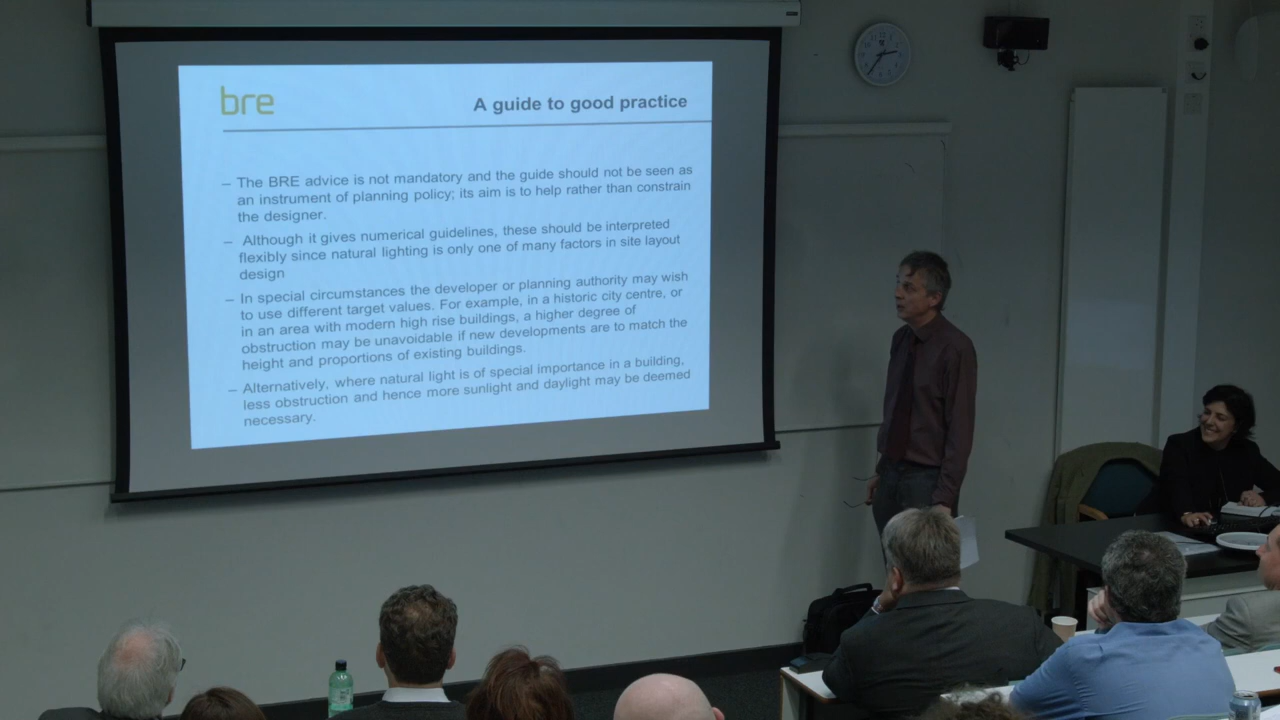 bre
A guide to good practice
– The BRE advice is not mandatory and the guide should not be seen as
an instrument of planning policy; its aim is to help rather than constrain
the designer.
– Although it gives numerical guidelines, these should be interpreted
flexibly since natural lighting is only one of many factors in site layout
design
– In special circumstances the developer or planning authority may wish
to use different target values. For example, in a historic city centre, or
in an area with modern high rise buildings, a higher degree of
obstruction may be unavoidable if new developments are to match the
height and proportions of existing buildings.
– Alternatively, where natural light is of special importance in a building,
less obstruction and hence more sunlight and daylight may be deemed
necessary.